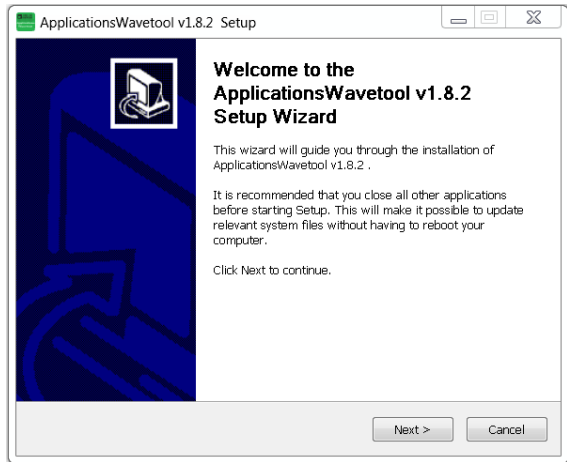 ApplicationsWavetool v1.8.2 Setup
Welcome to the
ApplicationsWavetool v1.8.2
Setup Wizard
This wizard will guide you through the installation of
ApplicationsWavetool v1.8.2 .
It is recommended that you close all other applications
before starting Setup. This will make it possible to update
relevant system files without having to reboot your
computer.
Click Next to continue.
Next >
Cancel